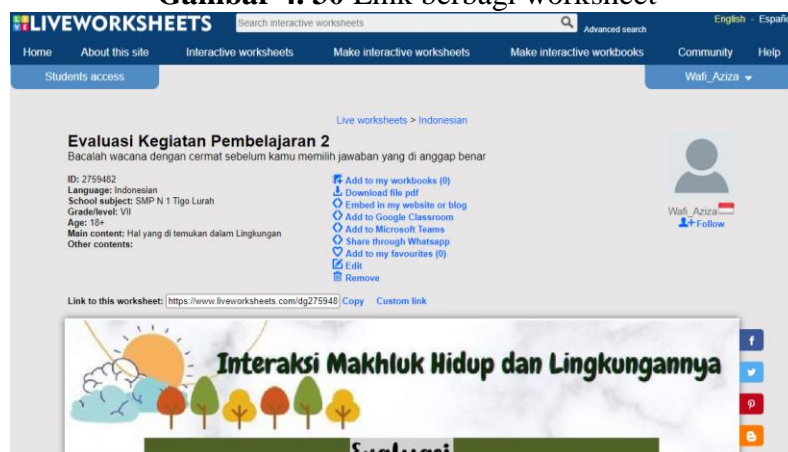 Gambar 4. 30 Link berbagi worksheet
LIVEWORKSHEETS
Search interactive worksheets
Advanced search
English - Españo
Home About this site Interactive worksheets Make interactive worksheets Make interactive workbooks Community Help
Students access
Wafi_Aziza
Live worksheets > Indonesian
Evaluasi Kegiatan Pembelajaran 2
Bacalah wacana dengan cermat sebelum kamu memilih jawaban yang di anggap benar
ID: 2759482
Language: Indonesian
School subject: SMP N 1 Tigo Lurah
Grade/level: VII
Age: 18+
Main content: Hal yang di temukan dalam Lingkungan
Other contents:
Add to my workbooks (0)
Download file pdf
Embed in my website or blog
Add to Google Classroom
Add to Microsoft Teams
Share through Whatsapp
Add to my favourites (0)
Edit
Remove
Wafi_Aziza
Follow
Link to this worksheet: https://www.liveworksheets.com/dg275948 Copy Custom link
Interaksi Makhluk Hidup dan Lingkungannya
Evaluasi